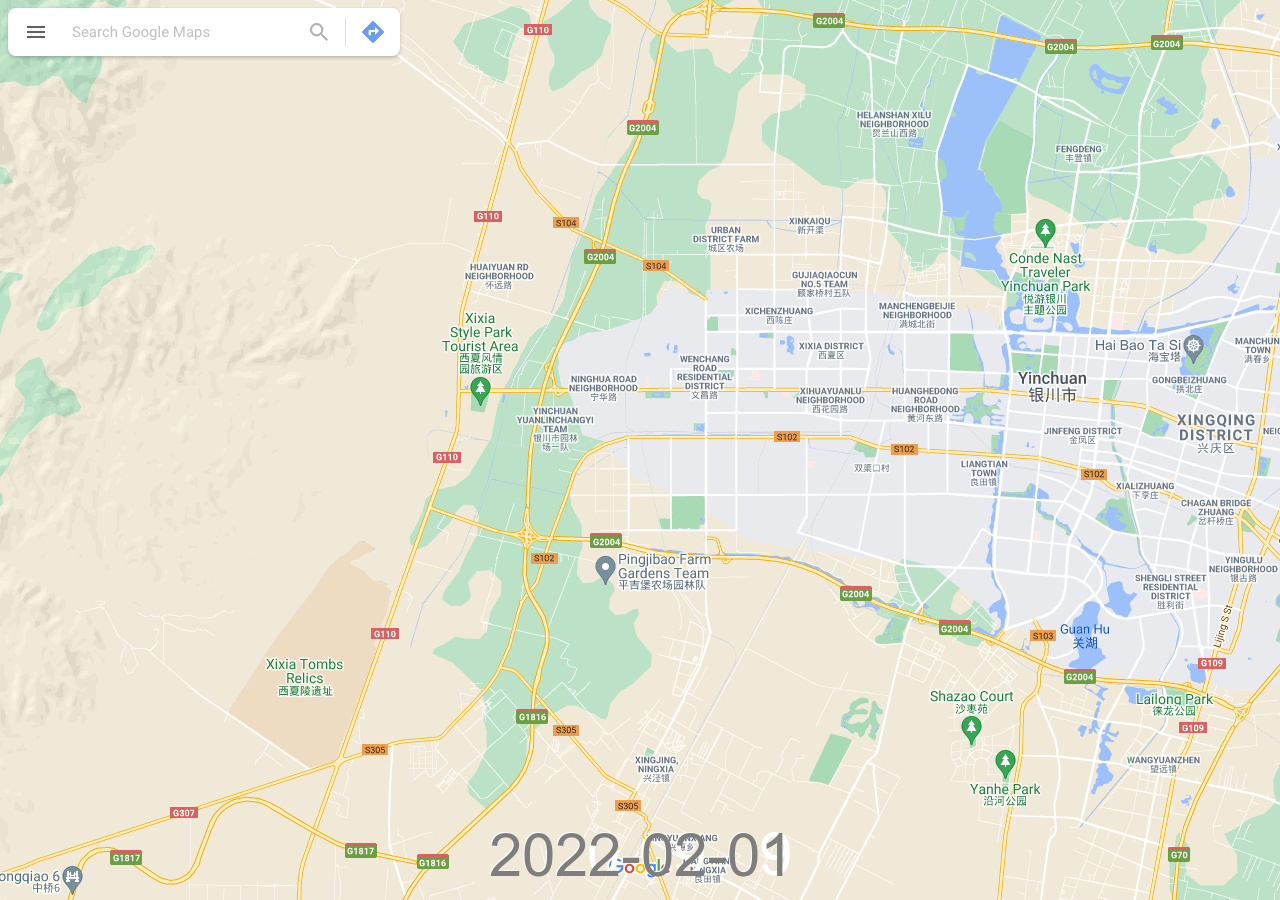 Search Google Maps
G110
G2004
G2004
G2004
G2004
HELANSHAN XILU
NEIGHBORHOOD
贺兰山西路
FENGDENG
丰登镇
G110
S104
XINKAIQU
新开渠
URBAN
DISTRICT FARM
城区农场
G2004
S104
Conde Nast
Traveler
Yinchuan Park
悦游银川
主题公园
HUAIYUAN RD
NEIGHBORHOOD
怀远路
GUJIAQIAOCUN
NO.5 TEAM
顾家桥村五队
XICHENZHUANG
西陈庄
MANCHENGBEIJIE
NEIGHBORHOOD
满城北街
Xixia
Style Park
Tourist Area
西夏风情
园旅游区
XIXIA DISTRICT
西夏区
Hai Bao Ta Si
海宝塔
MANCHUN
TOWN
满春乡
WENCHANG
ROAD
RESIDENTIAL
DISTRICT
文昌路
NINGHUA ROAD
NEIGHBORHOOD
宁华路
Yinchuan
银川市
GONGBEIZHUANG
拱北庄
XIHUAYUANLU
NEIGHBORHOOD
西花园路
HUANGHEDONG
ROAD
NEIGHBORHOOD
黄河东路
YINCHUAN
YUANLINCHANGYI
TEAM
银川市园林
场一队
XINGQING
DISTRICT
兴庆区
JINFENG DISTRICT
金凤区
S102
S102
G110
双渠口村
LIANGTIAN
TOWN
良田镇
S102
XIALIZHUANG
下李庄
CHAGAN BRIDGE
ZHUANG
岔杆桥庄
G2004
S102
Pingjibao Farm
Gardens Team
平吉堡农场园林队
YINGULU
NEIGHBORHOOD
银古路
SHENGLI STREET
RESIDENTIAL
DISTRICT
胜利街
G2004
G2004
G110
S103
Guan Hu
关湖
Lijing S St
G109
Xixia Tombs
Relics
西夏陵遗址
G2004
Shazao Court
沙枣苑
Lailong Park
徕龙公园
G1816
S305
G109
S305
XINGJING,
NINGXIA
兴泾镇
WANGYUANZHEN
望远镇
Yanhe Park
沿河公园
S305
G307
2022-02-01
Google
G1817
G1817
G1816
G70
ongqiao 6
中桥6
良田镇